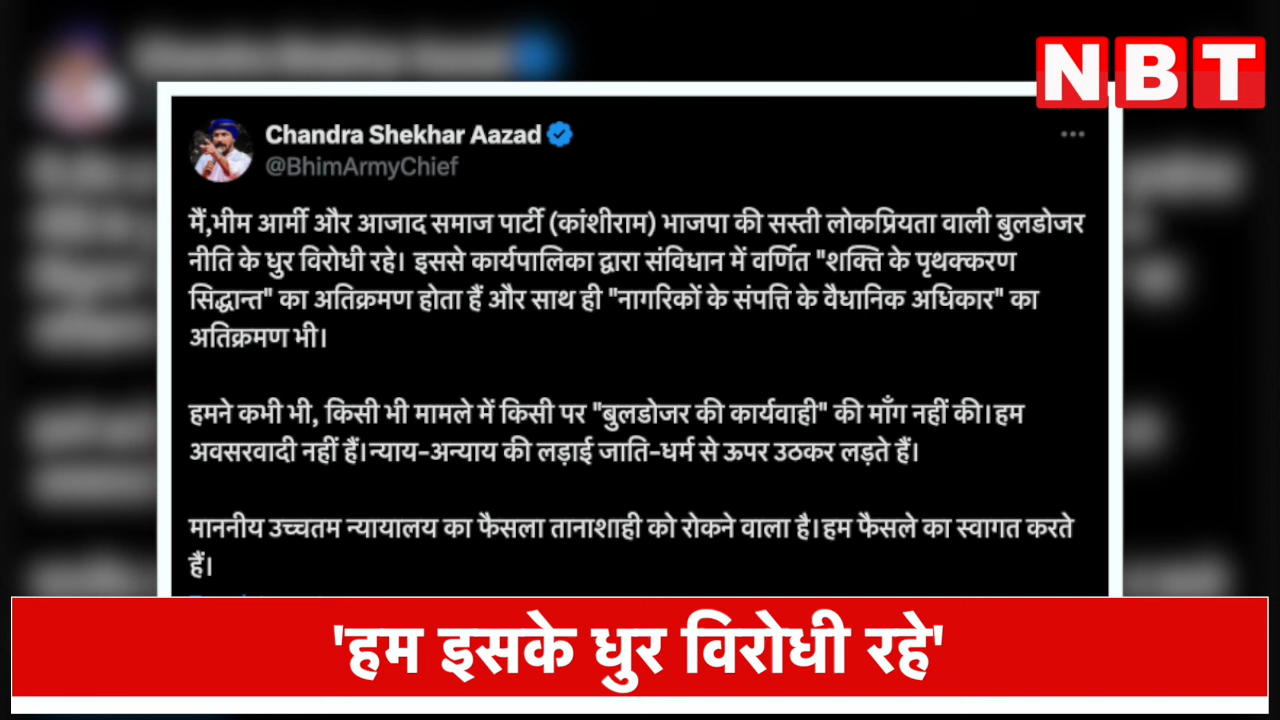 NBT
Chandra Shekhar Aazad
@BhimArmyChief
मैं,भीम आर्मी और आजाद समाज पार्टी (कांशीराम) भाजपा की सस्ती लोकप्रियता वाली बुलडोजर
नीति के धुर विरोधी रहे। इससे कार्यपालिका द्वारा संविधान में वर्णित "शक्ति के पृथक्करण
सिद्धान्त" का अतिक्रमण होता हैं और साथ ही "नागरिकों के संपत्ति के वैधानिक अधिकार" का
अतिक्रमण भी।
हमने कभी भी, किसी भी मामले में किसी पर "बुलडोजर की कार्यवाही" की माँग नहीं की।हम
अवसरवादी नहीं हैं।न्याय-अन्याय की लड़ाई जाति-धर्म से ऊपर उठकर लड़ते हैं।
माननीय उच्चतम न्यायालय का फैसला तानाशाही को रोकने वाला है।हम फैसले का स्वागत करते
हैं।
'हम इसके धुर विरोधी रहे'